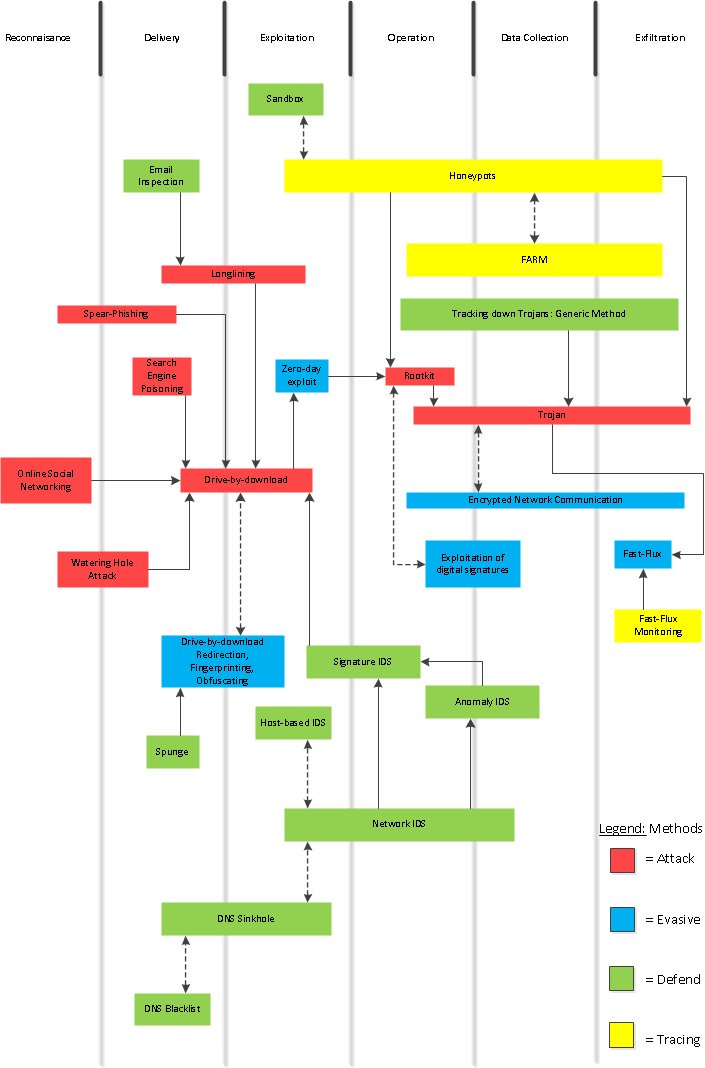 Reconnaisance
Delivery
Exploitation
Operation
Data Collection
Exfiltration
Sandbox
Email
Inspection
Honeypots
FARM
Longlining
Spear-Phishing
Tracking down Trojans: Generic Method
Search
Engine
Poisoning
Zero-day
exploit
Rootkit
Trojan
Online Social
Networking
Drive-by-download
Encrypted Network Communication
Watering Hole
Attack
Exploitation of
digital signatures
Fast-Flux
Fast-Flux
Monitoring
Drive-by-download
Redirection,
Fingerprinting,
Obfuscating
Signature IDS
Anomaly IDS
Host-based IDS
Spunge
Network IDS
DNS Sinkhole
DNS Blacklist
Legend: Methods
= Attack
= Evasive
= Defend
= Tracing